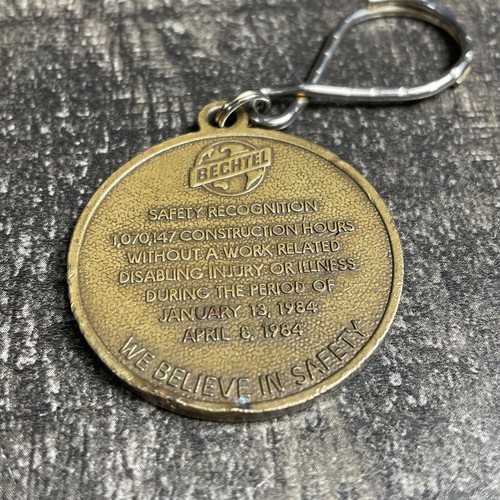 BECHTEL
SAFETY RECOGNITION
1,070,147 CONSTRUCTION HOURS
WITHOUT A WORK RELATED
DISABLING INJURY OR ILLNESS
DURING THE PERIOD OF
JANUARY 13, 1984
APRIL 8, 1984
WE BELIEVE IN SAFETY